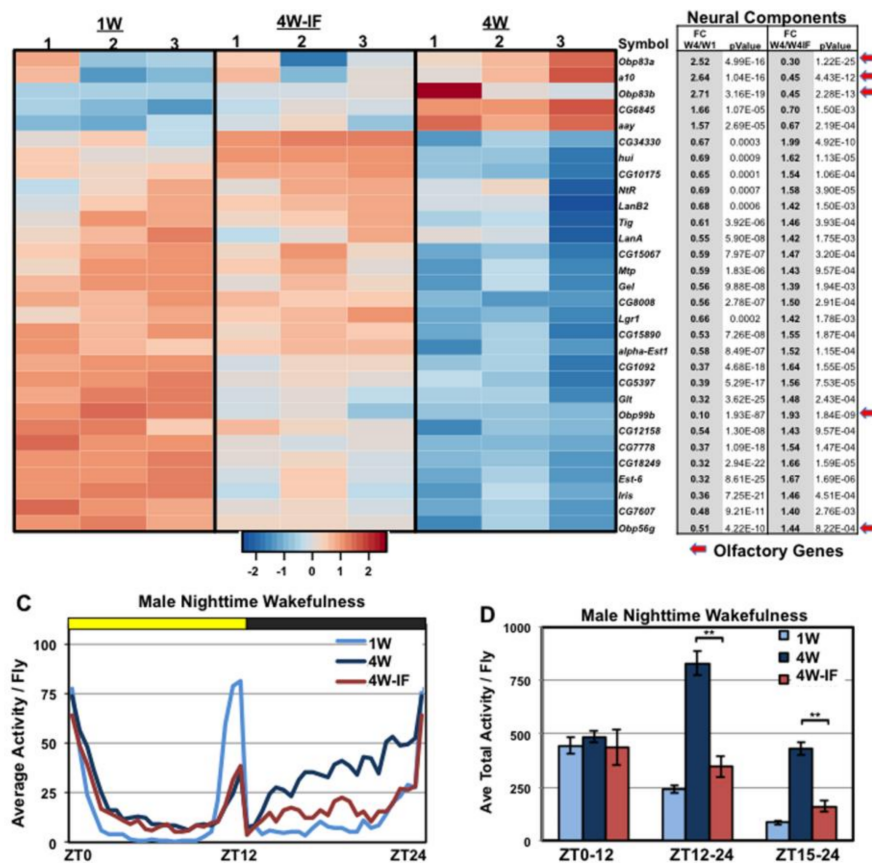 1W 4W-IF 4W Neural Components
1 2 3 1 2 3 1 2 3 Symbol FC W4/W1 pValue FC W4/W4IF pValue
Obp83a 2.52 4.99E-16 0.30 1.22E-25
a10 2.64 1.04E-16 0.45 4.43E-12
Obp83b 2.71 3.16E-19 0.45 2.28E-13
CG6845 1.66 1.07E-05 0.70 1.50E-03
aay 1.57 2.69E-05 0.67 2.19E-04
CG34330 0.67 0.0003 1.99 4.92E-10
hui 0.69 0.0009 1.62 1.13E-05
CG10175 0.65 0.0001 1.54 1.06E-04
NtR 0.69 0.0007 1.58 3.90E-05
LanB2 0.68 0.0006 1.42 1.50E-03
Tig 0.61 3.92E-06 1.46 3.93E-04
LanA 0.55 5.90E-08 1.42 1.75E-03
CG15067 0.59 7.97E-07 1.47 3.20E-04
Mtp 0.59 1.83E-06 1.43 9.57E-04
Gel 0.56 9.88E-08 1.39 1.94E-03
CG8008 0.56 2.78E-07 1.50 2.91E-04
Lgr1 0.66 0.0002 1.42 1.78E-03
CG15890 0.53 7.26E-08 1.55 1.87E-04
alpha-Est1 0.58 8.49E-07 1.52 1.15E-04
CG1092 0.37 4.68E-18 1.64 1.55E-05
CG5397 0.39 5.29E-17 1.56 7.53E-05
Glt 0.32 3.62E-25 1.48 2.43E-04
Obp99b 0.10 1.93E-87 1.93 1.84E-09
CG12158 0.54 1.30E-08 1.43 9.57E-04
CG7778 0.37 1.09E-18 1.54 1.47E-04
CG18249 0.32 2.94E-22 1.66 1.59E-05
Est-6 0.32 8.61E-25 1.67 1.69E-06
Iris 0.36 7.25E-21 1.46 4.51E-04
CG7607 0.48 9.21E-11 1.40 2.76E-03
Obp56g 0.51 4.22E-10 1.44 8.22E-04
-2 -1 0 1 2
Olfactory Genes
C Male Nighttime Wakefulness
Average Activity / Fly
100
75
50
25
0
1W
4W
4W-IF
ZT0 ZT12 ZT24
D Male Nighttime Wakefulness
Ave Total Activity / Fly
1000
750
500
250
0
1W
4W
4W-IF
**
**
ZT0-12 ZT12-24 ZT15-24